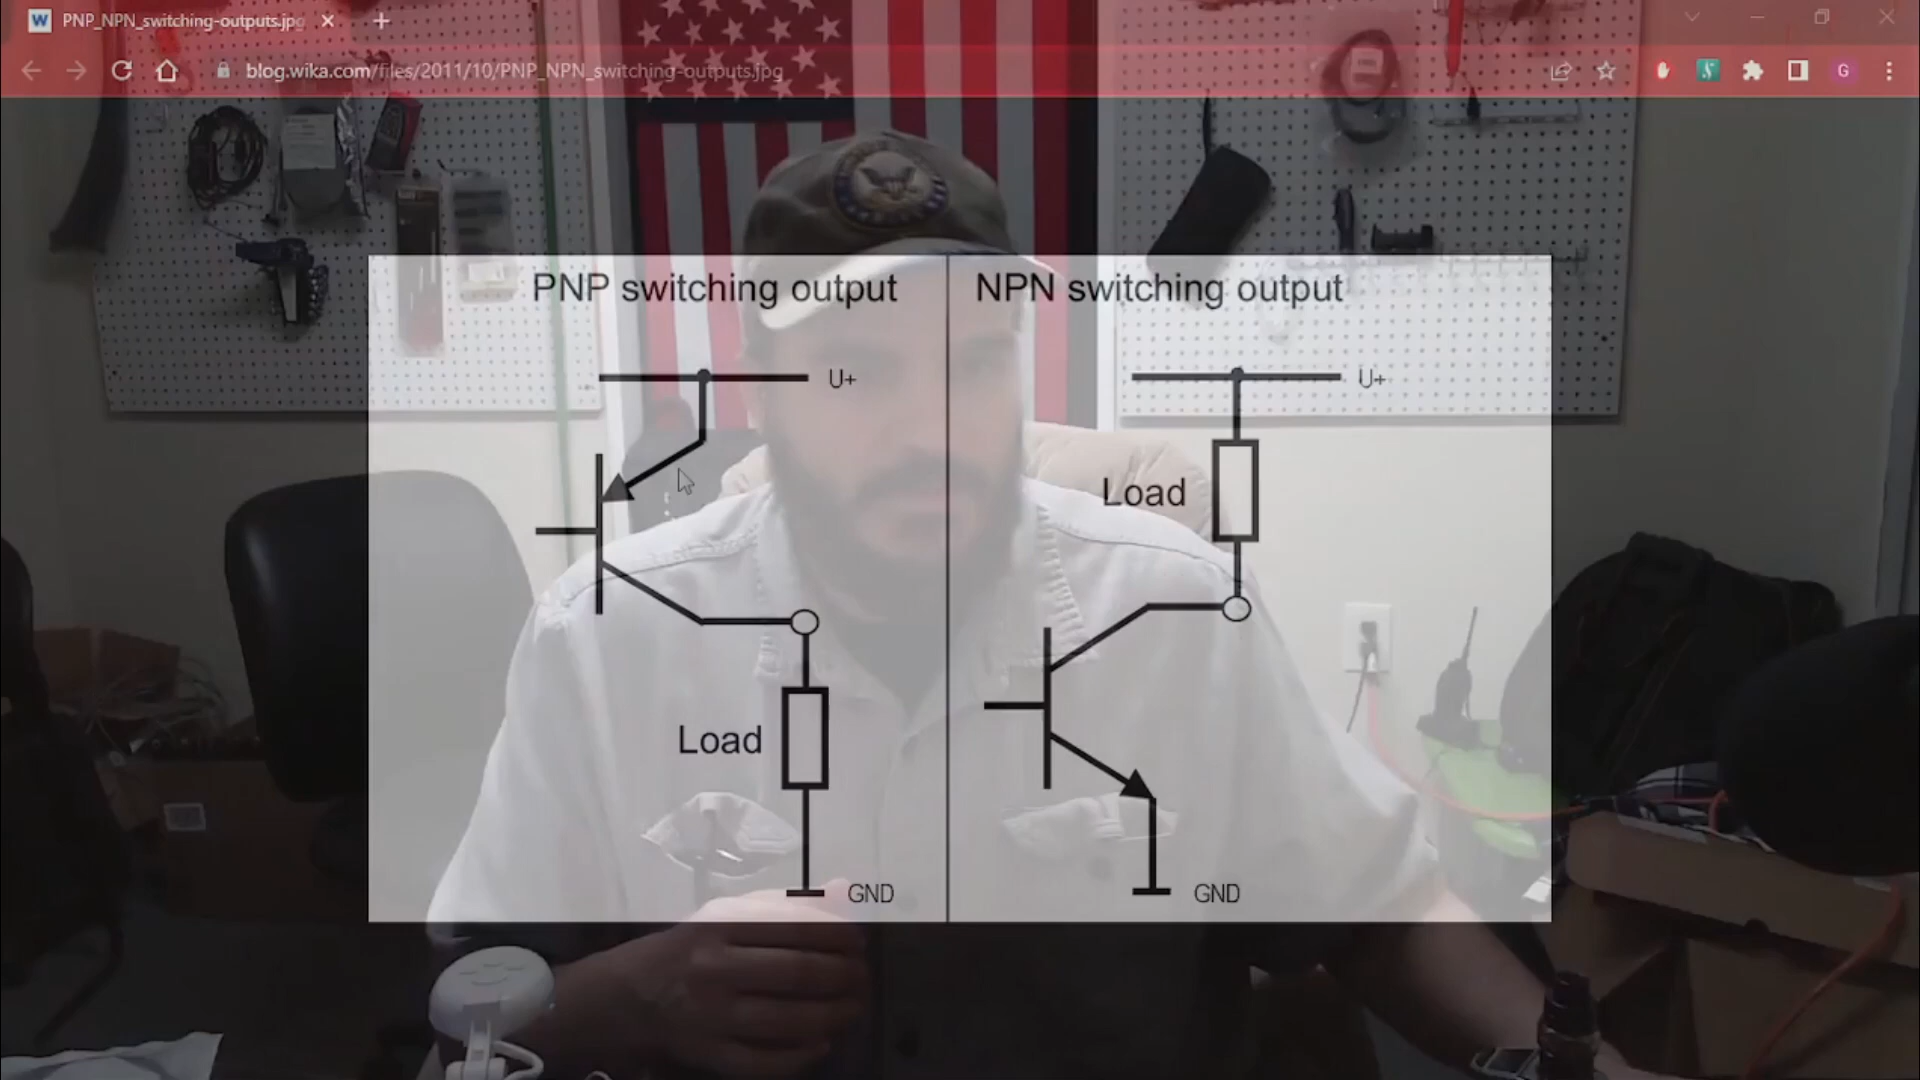 PNP_NPN_switching-outputs.jpg
blog.wika.com/files/2011/10/PNP_NPN_switching-outputs.jpg
G
PNP switching output
NPN switching output
U+
U+
Load
Load
GND
GND